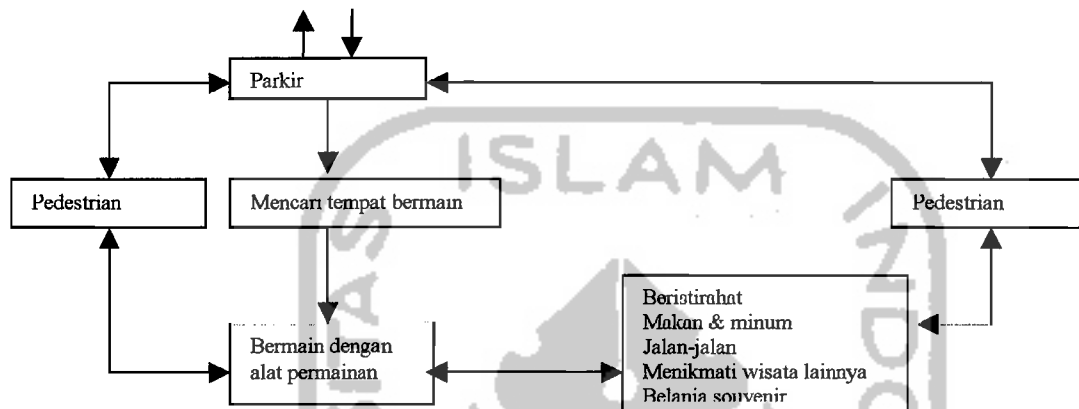 Parkir
ISLAM
Pedestrian
Mencari tempat bermain
Pedestrian
Bermain dengan
alat permainan
Beristirahat
Makan & minum
Jalan-jalan
Menikmati wisata lainnya
Belanja souvenir